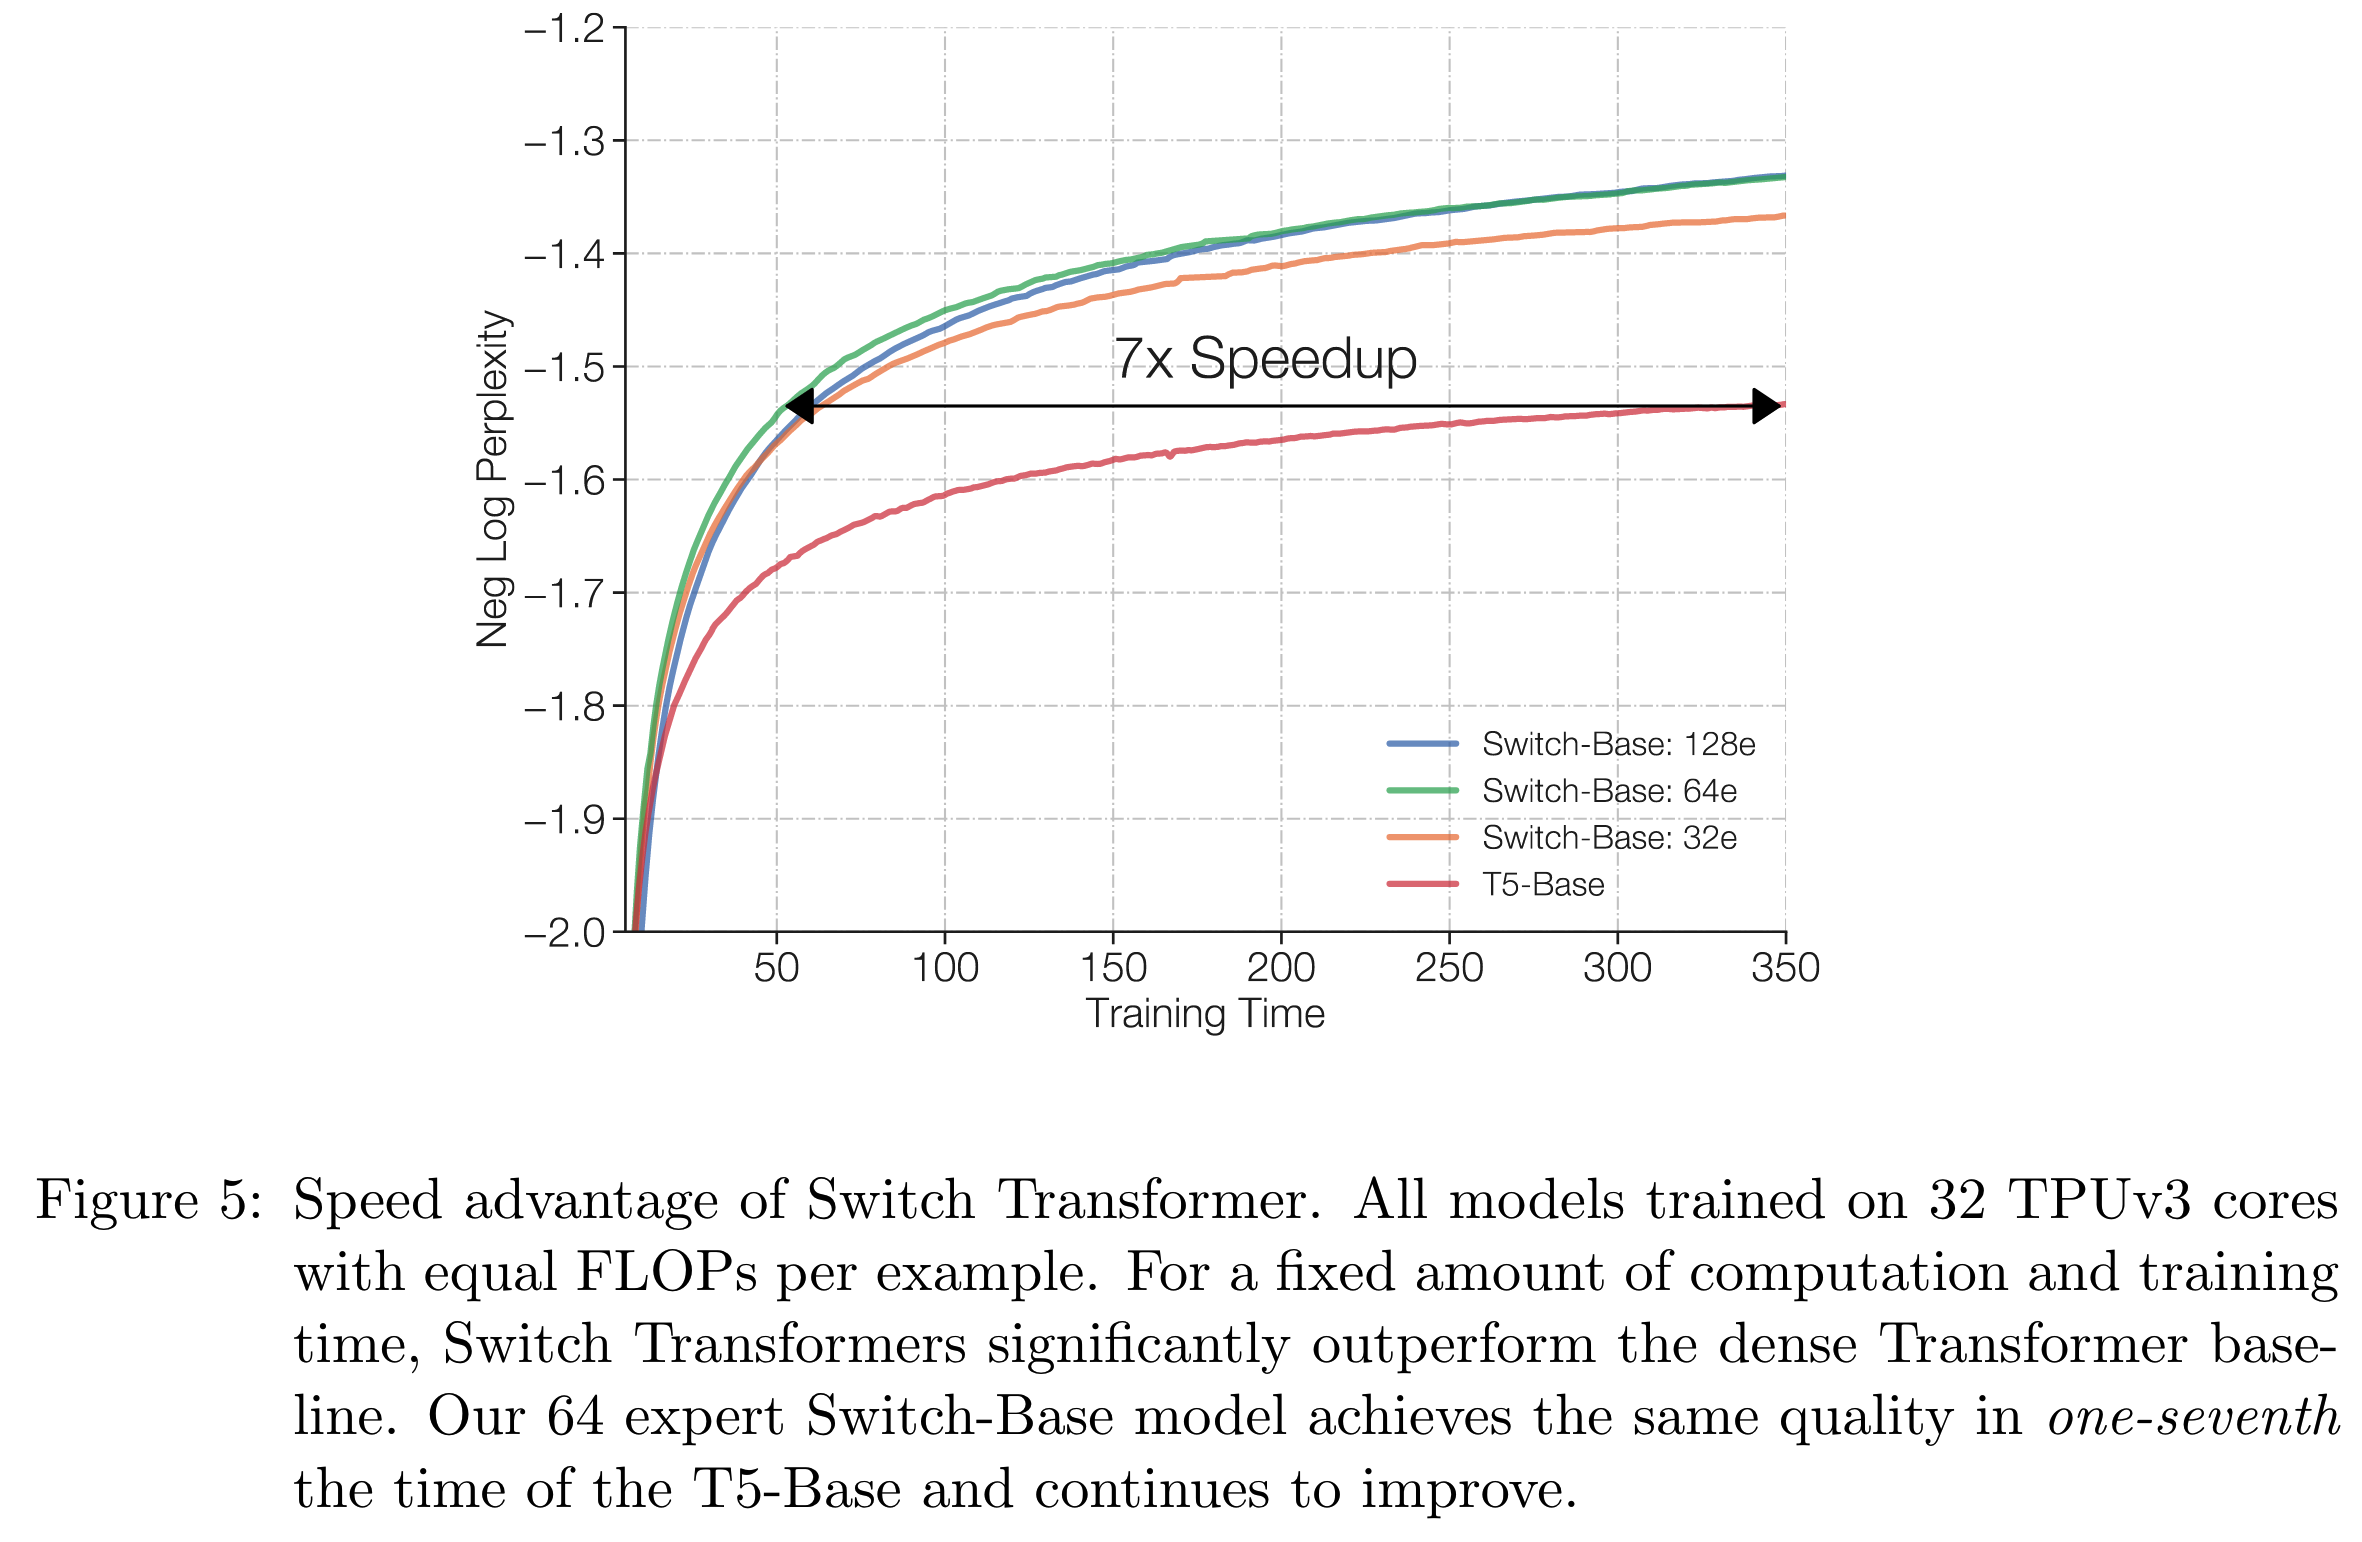 −1.2
−1.3
−1.4
−1.5
−1.6
−1.7
−1.8
−1.9
−2.0
Neg Log Perplexity
7x Speedup
Switch-Base: 128e
Switch-Base: 64e
Switch-Base: 32e
T5-Base
50 100 150 200 250 300 350
Training Time
Figure 5: Speed advantage of Switch Transformer. All models trained on 32 TPUv3 cores
with equal FLOPs per example. For a fixed amount of computation and training
time, Switch Transformers significantly outperform the dense Transformer base-
line. Our 64 expert Switch-Base model achieves the same quality in one-seventh
the time of the T5-Base and continues to improve.